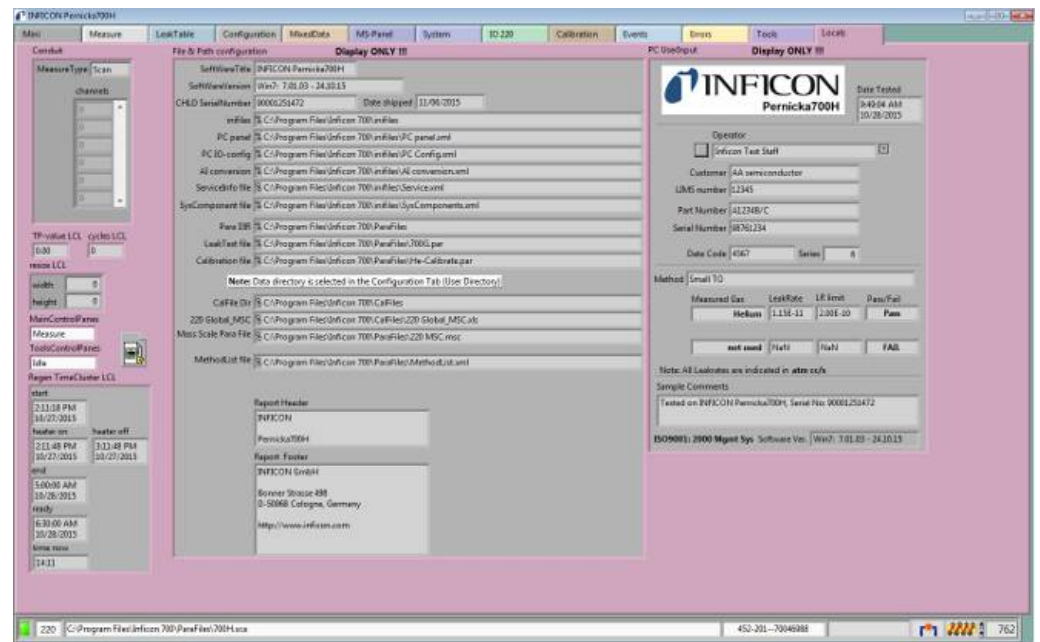 INFICON Pernicka700H
Mini Measure LeakTable Configuration MixedData MS-Panel System IO 220 Calibration Events Errors Tools Locals
Conduit
MeasureType Scan
channels
0
0
0
0
0
0
TP-value LCL cycles LCL
0.00 0
resize LCL
width 0
height 0
MainControlPanes
Measure
ToolsControlPanes
Idle
Regen TimeCluster LCL
start
2:11:18 PM
10/27/2015
heater on heater off
2:11:48 PM 3:11:48 PM
10/27/2015 10/27/2015
end
5:00:00 AM
10/28/2015
ready
6:30:00 AM
10/28/2015
time now
14:11
File & Path configuration Display ONLY !!!
SoftWareTitle INFICON Pernicka700H
SoftWareVersion Win7: 7.01.03 - 24.10.15
CHLD SerialNumber 90001251472 Date shipped 11/06/2015
inifiles C:\Program Files\Inficon 700\inifiles
PC panel C:\Program Files\Inficon 700\inifiles\PC panel.xml
PC IO-config C:\Program Files\Inficon 700\inifiles\PC Config.xml
AI conversion C:\Program Files\Inficon 700\inifiles\AI conversion.xml
ServiceInfo file C:\Program Files\Inficon 700\inifiles\Service.xml
SysComponent file C:\Program Files\Inficon 700\inifiles\SysComponents.xml
Para DIR C:\Program Files\Inficon 700\ParaFiles
LeakTest file C:\Program Files\Inficon 700\ParaFiles\700G.par
Calibration file C:\Program Files\Inficon 700\ParaFiles\He-Calibrate.par
Note: Data directory is selected in the Configuration Tab (User Directory)
CalFile Dir C:\Program Files\Inficon 700\CalFiles
220 Global_MSC C:\Program Files\Inficon 700\CalFiles\220 Global_MSC.xls
Mass Scale Para File C:\Program Files\Inficon 700\ParaFiles\220 MSC.msc
MethodList file C:\Program Files\Inficon 700\ParaFiles\MethodList.xml
Report Header
INFICON
Pernicka700H
Report Footer
INFICON GmbH
Bonner Strasse 498
D-50968 Cologne, Germany
http://www.inficon.com
PC UserInput Display ONLY !!!
INFICON
Pernicka700H
Date Tested
9:49:04 AM
10/28/2015
Operator
Inficon Test Staff
Customer AA semiconductor
LIMS number 12345
Part Number A1234B/C
Serial Number 98761234
Date Code 4567 Series 6
Method Small TO
Measured Gas LeakRate LR limit Pass/Fail
Helium 1.15E-11 2.00E-10 Pass
not used NaN NaN FAIL
Note: All Leakrates are indicated in atm cc/s
Sample Comments
Tested on INFICON Pernicka700H, Serial No: 90001251472
ISO9001: 2000 Mgmt Sys Software Ver. Win7: 7.01.03 - 24.10.15
220 C:\Program Files\Inficon 700\ParaFiles\700H.sca 452-201--70046988 762